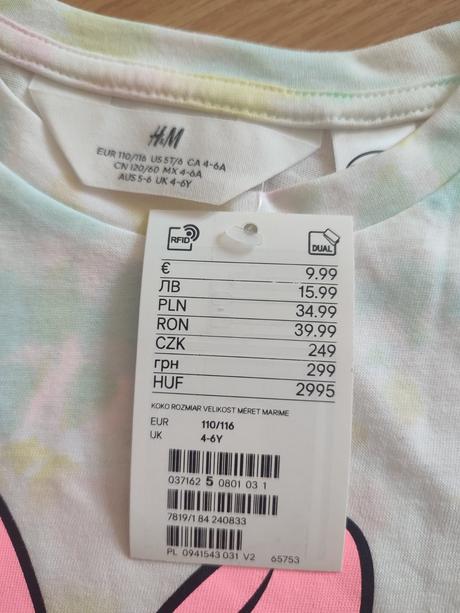 H&M
EUR 110/116 US 5T/6 CA 4-6A
CN 120/60 MX 4-6A
AUS 5-6 UK 4-6Y
RFID DUAL
€ 9.99
ЛВ 15.99
PLN 34.99
RON 39.99
CZK 249
грн 299
HUF 2995
KOKO ROZMIAR VELIKOST MÉRET MARIME
EUR 110/116
UK 4-6Y
037162 5 0801 03 1
7819/1 84 240833
PL 0941543 031 V2 65753